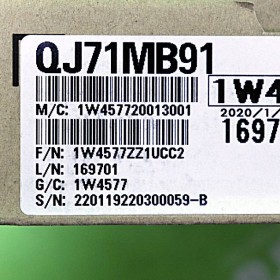 QJ71MB91
1W4
M/C: 1W457720013001
2020/1/
1697
F/N: 1W4577ZZ1UCC2
L/N: 169701
G/C: 1W4577
S/N: 220119220300059-B